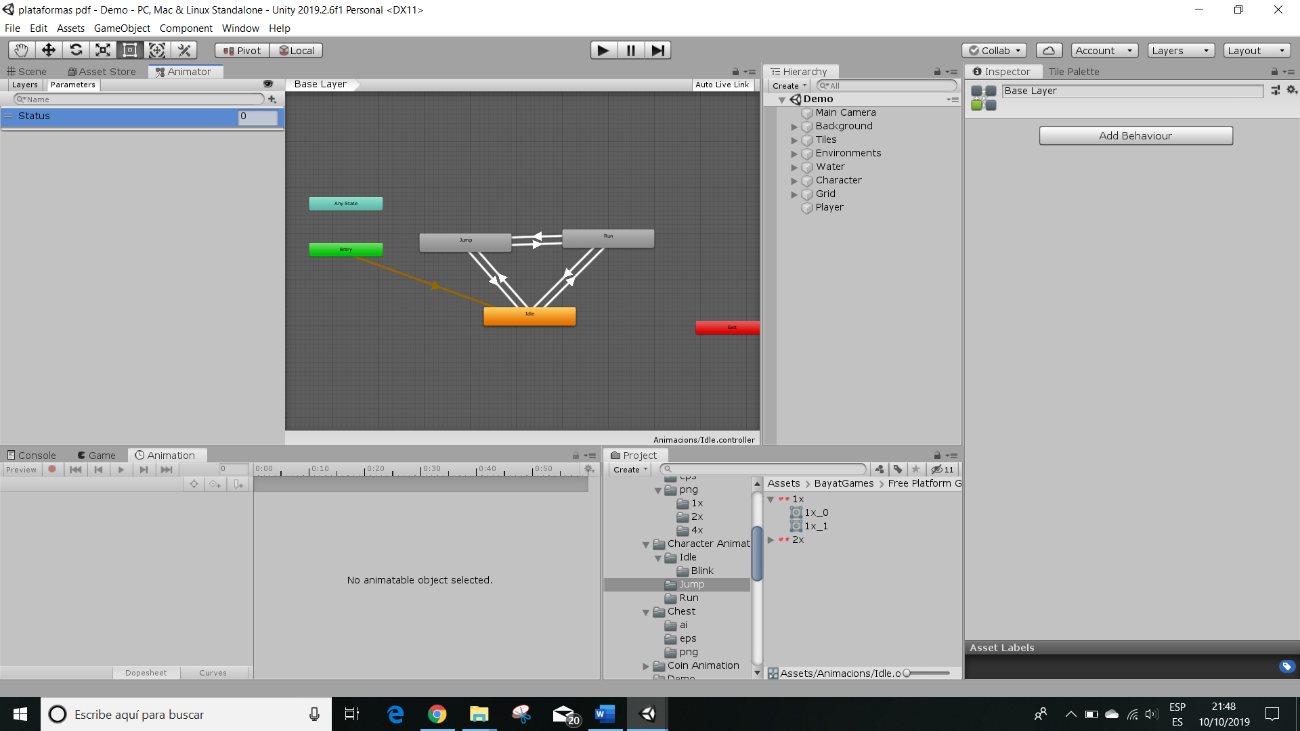 plataformas pdf - Demo - PC, Mac & Linux Standalone - Unity 2019.2.6f1 Personal <DX11>
File Edit Assets GameObject Component Window Help
Pivot Local Collab Account Layers Layout
Scene Asset Store Animator
Layers Parameters
Name
Status 0
Base Layer Auto Live Link
Any State
Entry
Jump
Run
Idle
Exit
Animacions/Idle.controller
Hierarchy
Create All
Demo
Main Camera
Background
Tiles
Environments
Water
Character
Grid
Player
Inspector Tile Palette
Base Layer
Add Behaviour
Console Game Animation
Preview 0 0:00 0:10 0:20 0:30 0:40 0:50
No animatable object selected.
Dopesheet Curves
Project
Create 11
eps
png
1x
2x
4x
Character Animat
Idle
Blink
Jump
Run
Chest
ai
eps
png
Coin Animation
Demo
Assets BayatGames Free Platform G
1x
1x_0
1x_1
2x
Assets/Animacions/Idle.c
Asset Labels
Escribe aquí para buscar
20
ESP
ES
21:48
10/10/2019